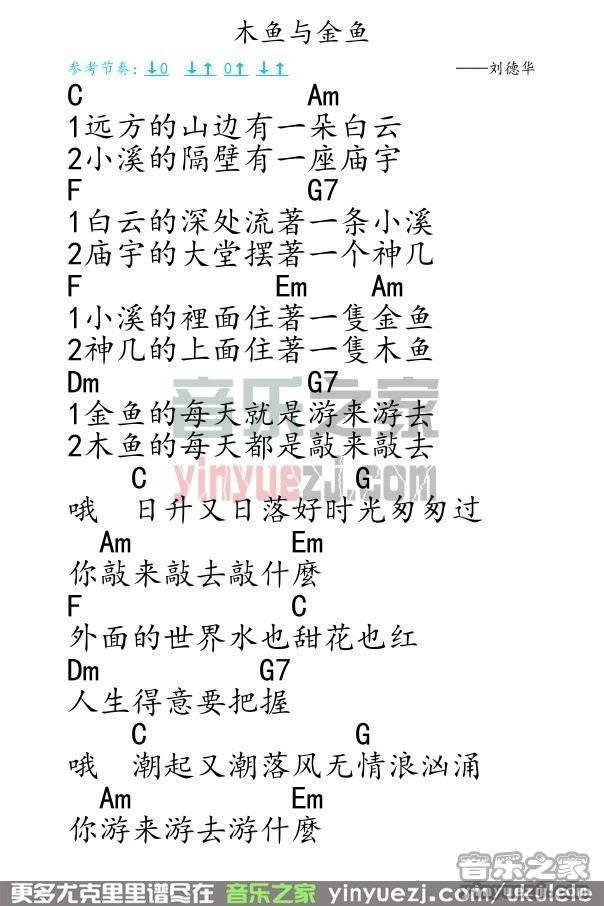 木鱼与金鱼
参考节奏：↓0 ↓↑ 0↑ ↓↑ ——刘德华
C Am
1远方的山边有一朵白云
2小溪的隔壁有一座庙宇
F G7
1白云的深处流著一条小溪
2庙宇的大堂摆著一个神几
F Em Am
1小溪的裡面住著一隻金鱼
2神几的上面住著一隻木鱼
Dm G7
1金鱼的每天就是游来游去
2木鱼的每天都是敲来敲去
音乐之家
yinyuezj.com
C G
哦 日升又日落好时光匆匆过
Am Em
你敲来敲去敲什麼
F C
外面的世界水也甜花也红
Dm G7
人生得意要把握
C G
哦 潮起又潮落风无情浪汹涌
Am Em
你游来游去游什麼
音乐之家
更多尤克里里谱尽在 音乐之家 yinyuezj.com/ukulele